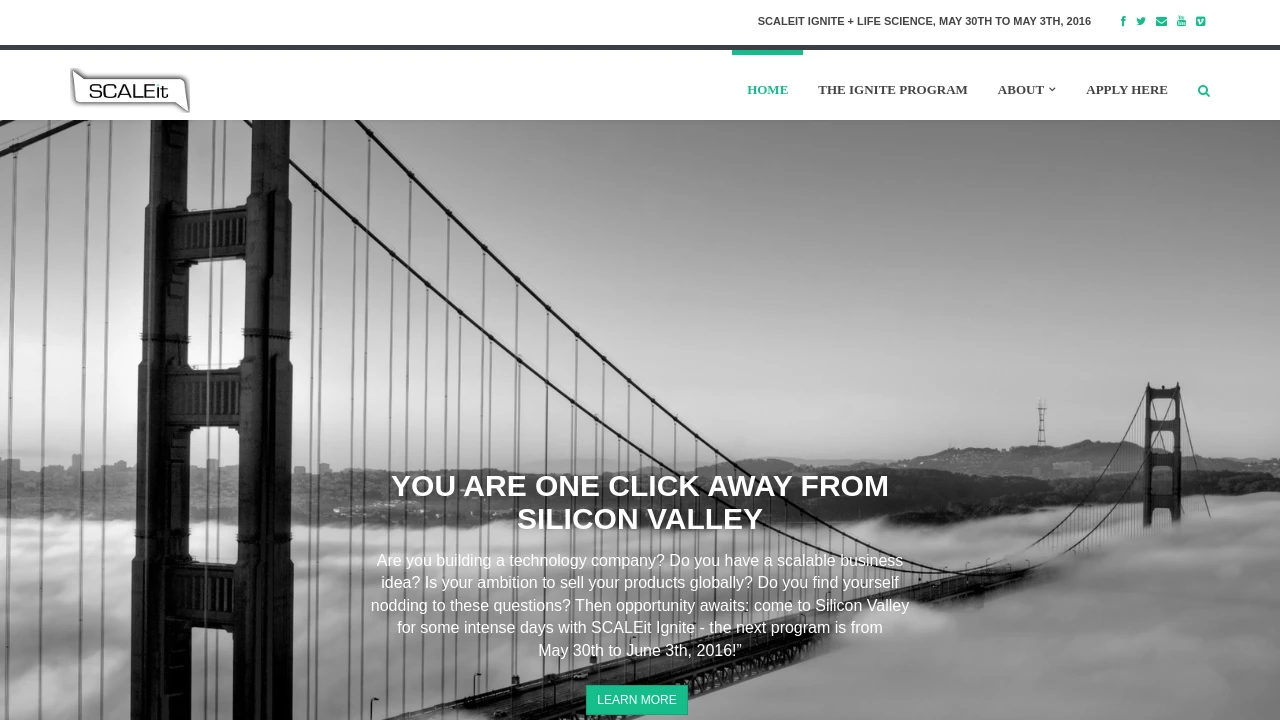 SCALEIT IGNITE + LIFE SCIENCE, MAY 30TH TO MAY 3TH, 2016
SCALEit
HOME
THE IGNITE PROGRAM
ABOUT
APPLY HERE
YOU ARE ONE CLICK AWAY FROM
SILICON VALLEY
Are you building a technology company? Do you have a scalable business
idea? Is your ambition to sell your products globally? Do you find yourself
nodding to these questions? Then opportunity awaits: come to Silicon Valley
for some intense days with SCALEit Ignite - the next program is from
May 30th to June 3th, 2016!”
LEARN MORE